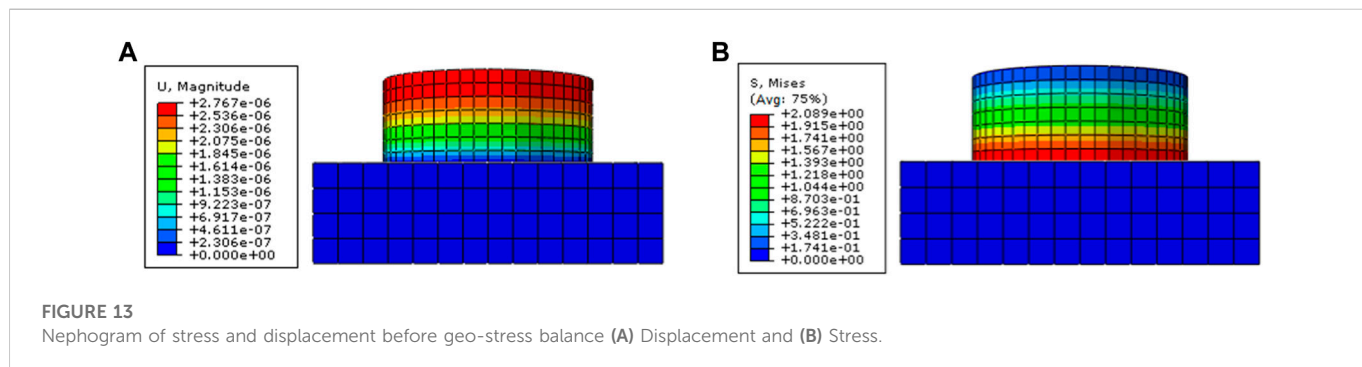 A
U, Magnitude
+2.767e-06
+2.536e-06
+2.306e-06
+2.075e-06
+1.845e-06
+1.614e-06
+1.383e-06
+1.153e-06
+9.223e-07
+6.917e-07
+4.611e-07
+2.306e-07
+0.000e+00
B
S, Mises
(Avg: 75%)
+2.089e+00
+1.915e+00
+1.741e+00
+1.567e+00
+1.393e+00
+1.218e+00
+1.044e+00
+8.703e-01
+6.963e-01
+5.222e-01
+3.481e-01
+1.741e-01
+0.000e+00
FIGURE 13
Nephogram of stress and displacement before geo-stress balance (A) Displacement and (B) Stress.